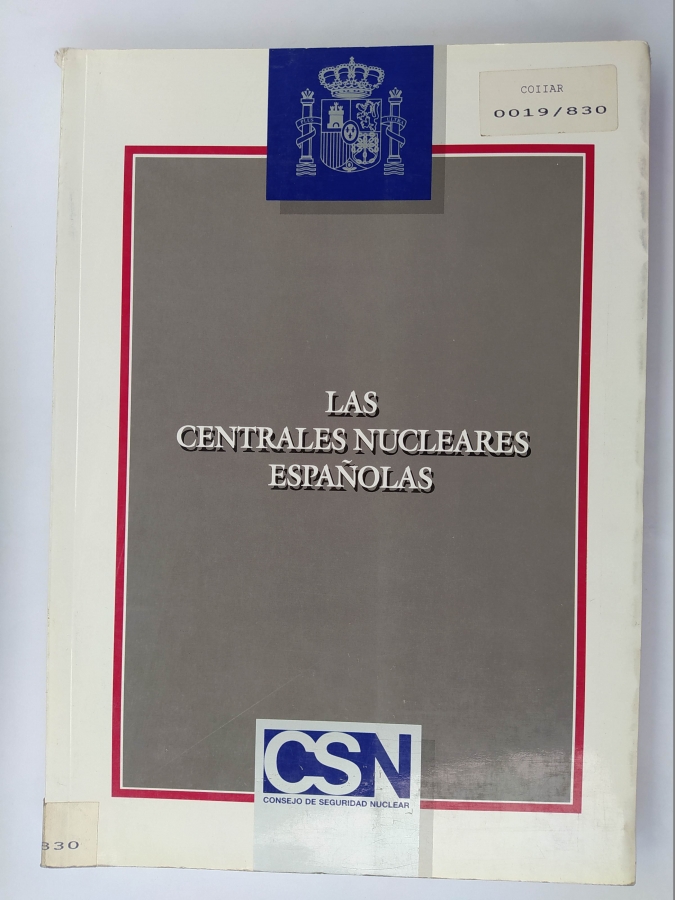 COIIAR
0019/830
LAS
CENTRALES NUCLEARES
ESPAÑOLAS
CSN
CONSEJO DE SEGURIDAD NUCLEAR
830